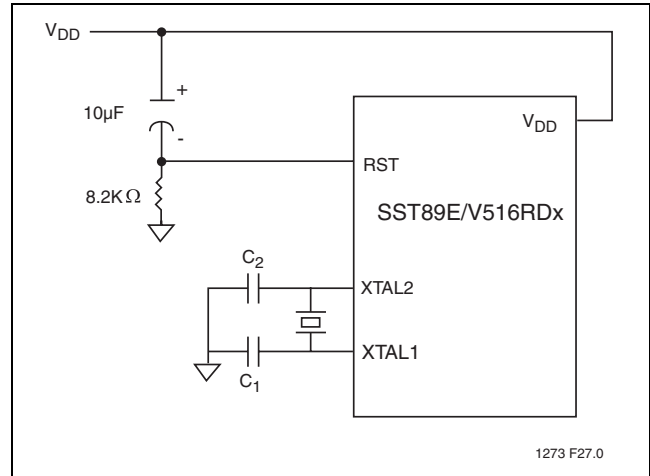 VDD
+
10µF
-
VDD
RST
8.2KΩ
SST89E/V516RDx
C2
XTAL2
XTAL1
C1
1273 F27.0